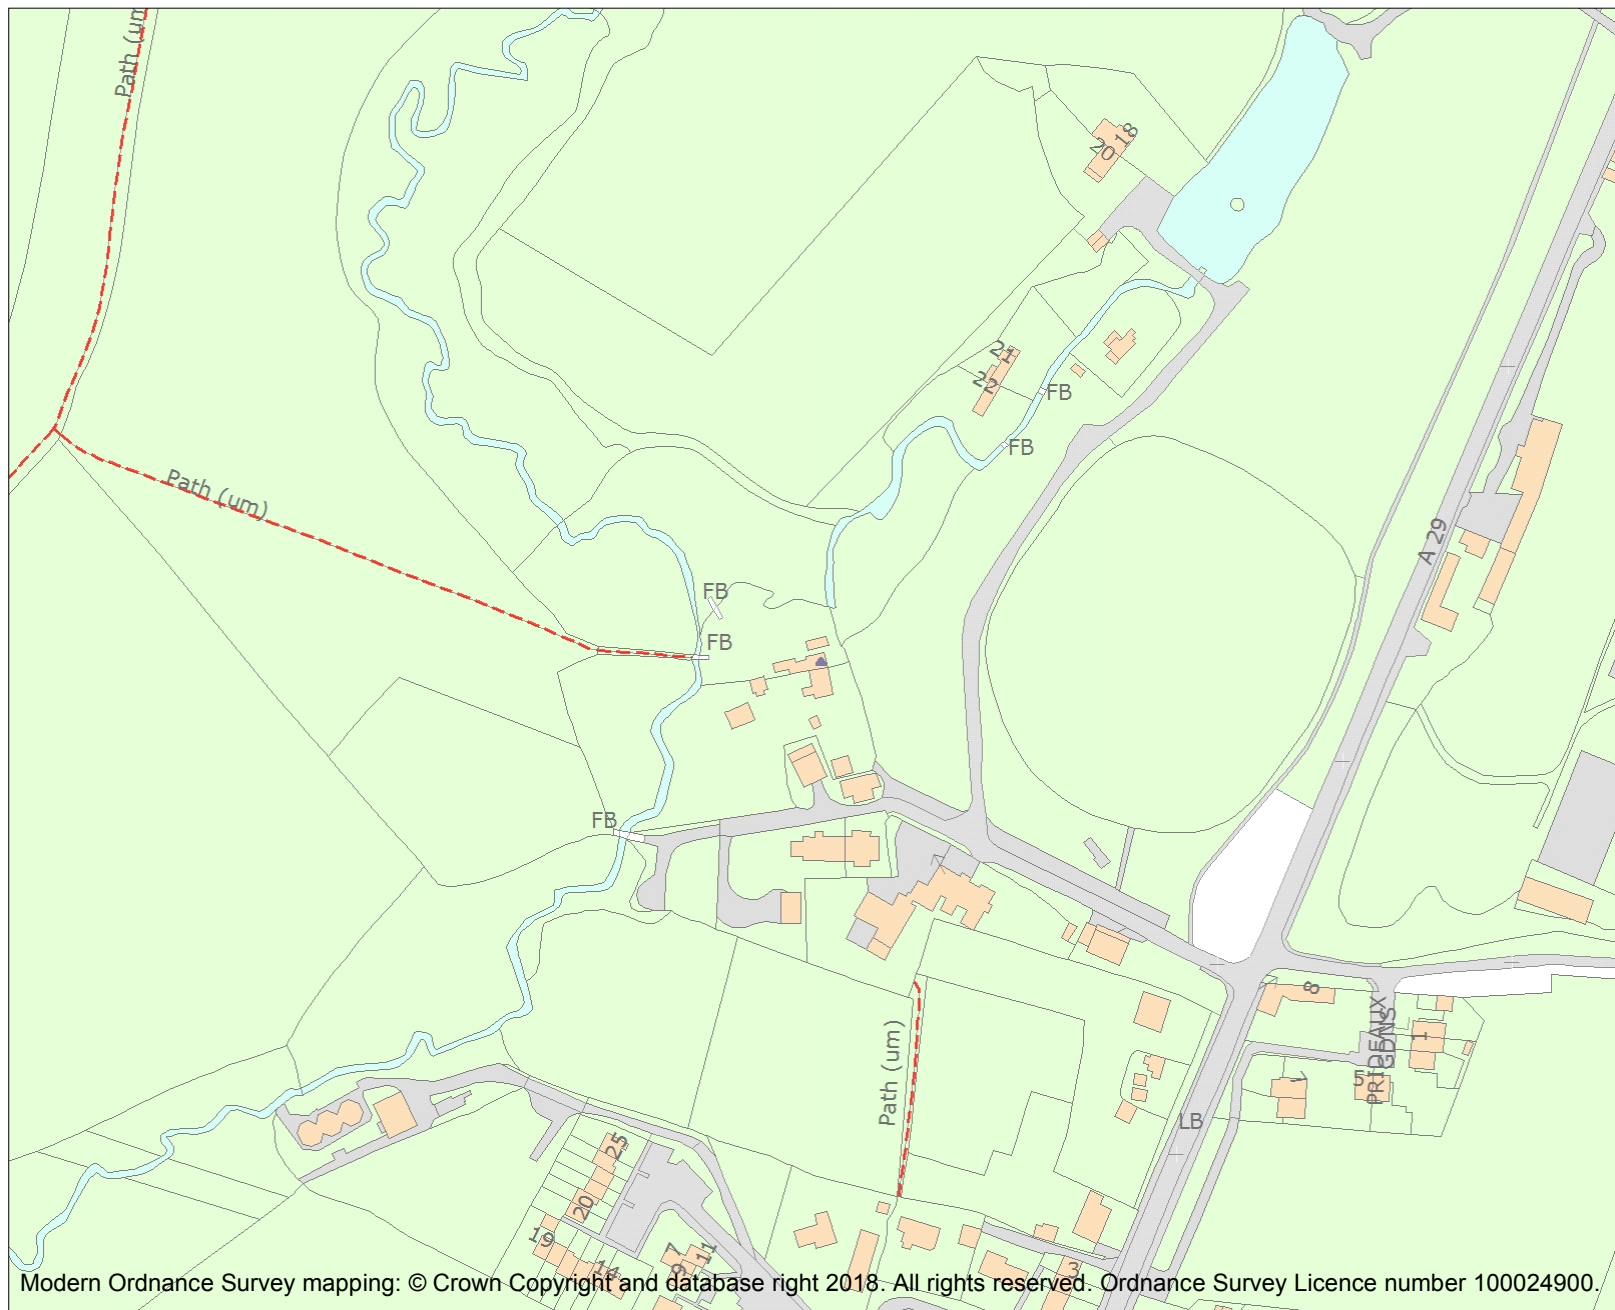 Path (um)
18
20
21
22
FB
FB
Path (um)
A 29
FB
FB
FB
8
PRIDEAUX
GDNS
1
5
Path (um)
LB
25
20
19
14
7
9
11
3
Modern Ordnance Survey mapping: © Crown Copyright and database right 2018. All rights reserved. Ordnance Survey Licence number 100024900.